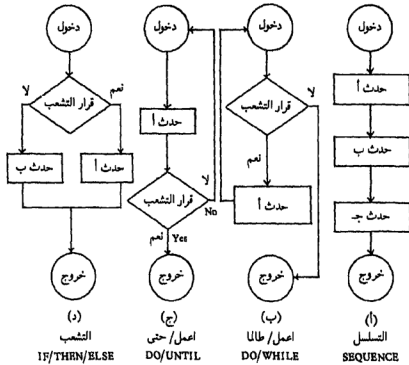 دخول
حدث أ
حدث ب
حدث جـ
خروج
(أ)
التسلسل
SEQUENCE
دخول
قرار التشعب
لا
نعم
حدث أ
خروج
(ب)
اعمل/ طالما
DO/WHILE
دخول
حدث أ
قرار التشعب
لا
No
نعم
Yes
خروج
(ج)
اعمل/ حتى
DO/UNTIL
دخول
قرار التشعب
نعم
لا
حدث أ
حدث ب
خروج
(د)
التشعب
IF/THEN/ELSE